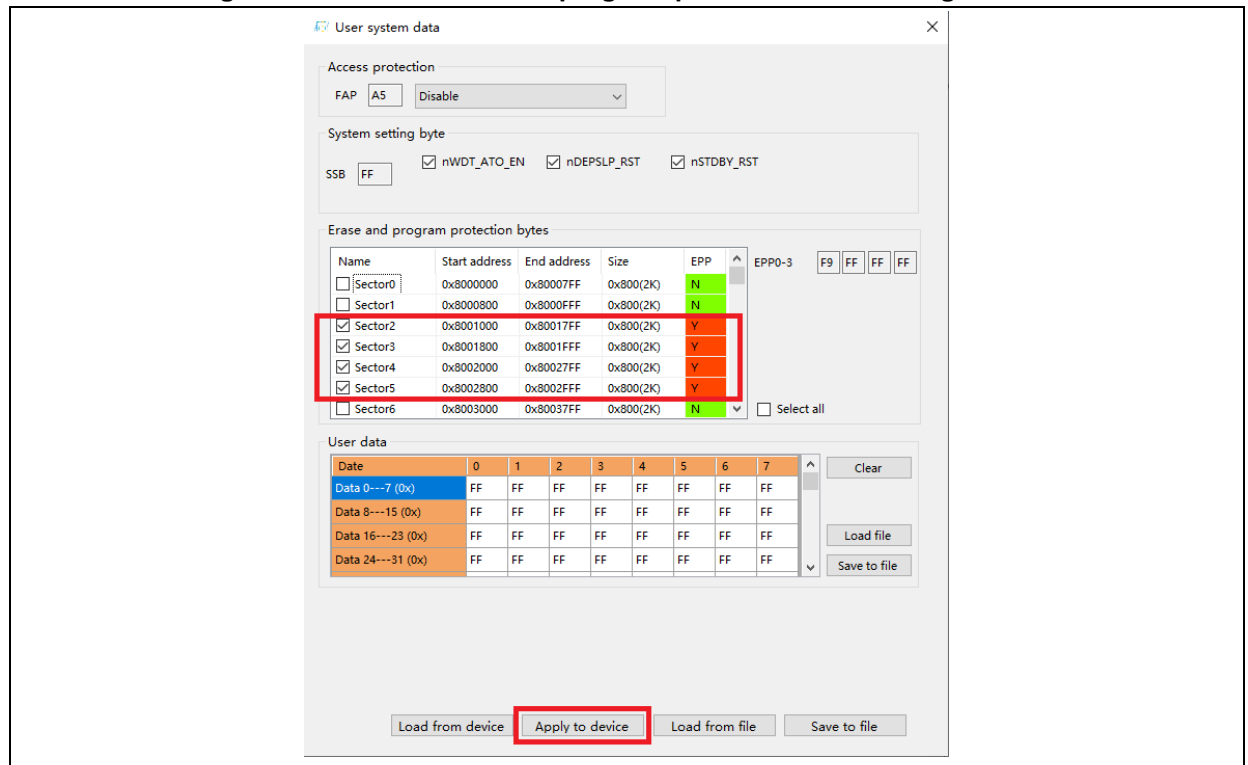 User system data
Access protection
FAP A5 Disable
System setting byte
SSB FF nWDT_ATO_EN nDEPSLP_RST nSTDBY_RST
Erase and program protection bytes
Name Start address End address Size EPP EPP0-3 F9 FF FF FF
Sector0 0x8000000 0x80007FF 0x800(2K) N
Sector1 0x8000800 0x8000FFF 0x800(2K) N
Sector2 0x8001000 0x80017FF 0x800(2K) Y
Sector3 0x8001800 0x8001FFF 0x800(2K) Y
Sector4 0x8002000 0x80027FF 0x800(2K) Y
Sector5 0x8002800 0x8002FFF 0x800(2K) Y
Sector6 0x8003000 0x80037FF 0x800(2K) N Select all
User data
Date 0 1 2 3 4 5 6 7 Clear
Data 0---7 (0x) FF FF FF FF FF FF FF FF
Data 8---15 (0x) FF FF FF FF FF FF FF FF
Data 16---23 (0x) FF FF FF FF FF FF FF FF Load file
Data 24---31 (0x) FF FF FF FF FF FF FF FF Save to file
Load from device Apply to device Load from file Save to file